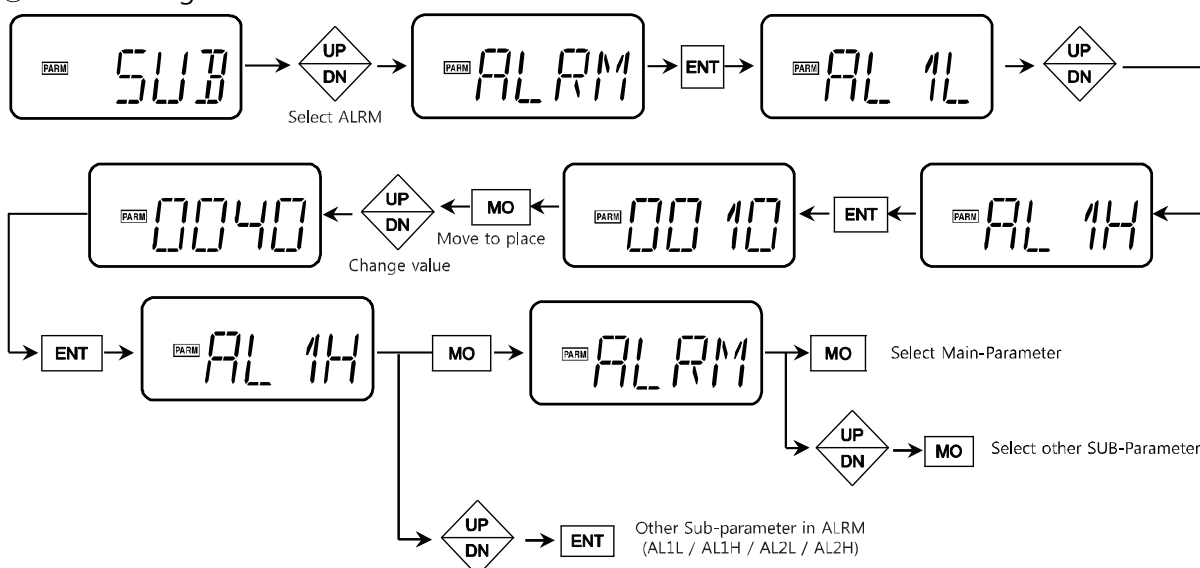 PARM SUB
UP
DN
Select ALRM
PARM ALRM
ENT
PARM AL 1L
UP
DN
PARM AL 1H
ENT
PARM 0010
MO
Move to place
UP
DN
Change value
PARM 0040
ENT
PARM AL 1H
MO
PARM ALRM
MO
Select Main-Parameter
UP
DN
MO
Select other SUB-Parameter
UP
DN
ENT
Other Sub-parameter in ALRM
(AL1L / AL1H / AL2L / AL2H)